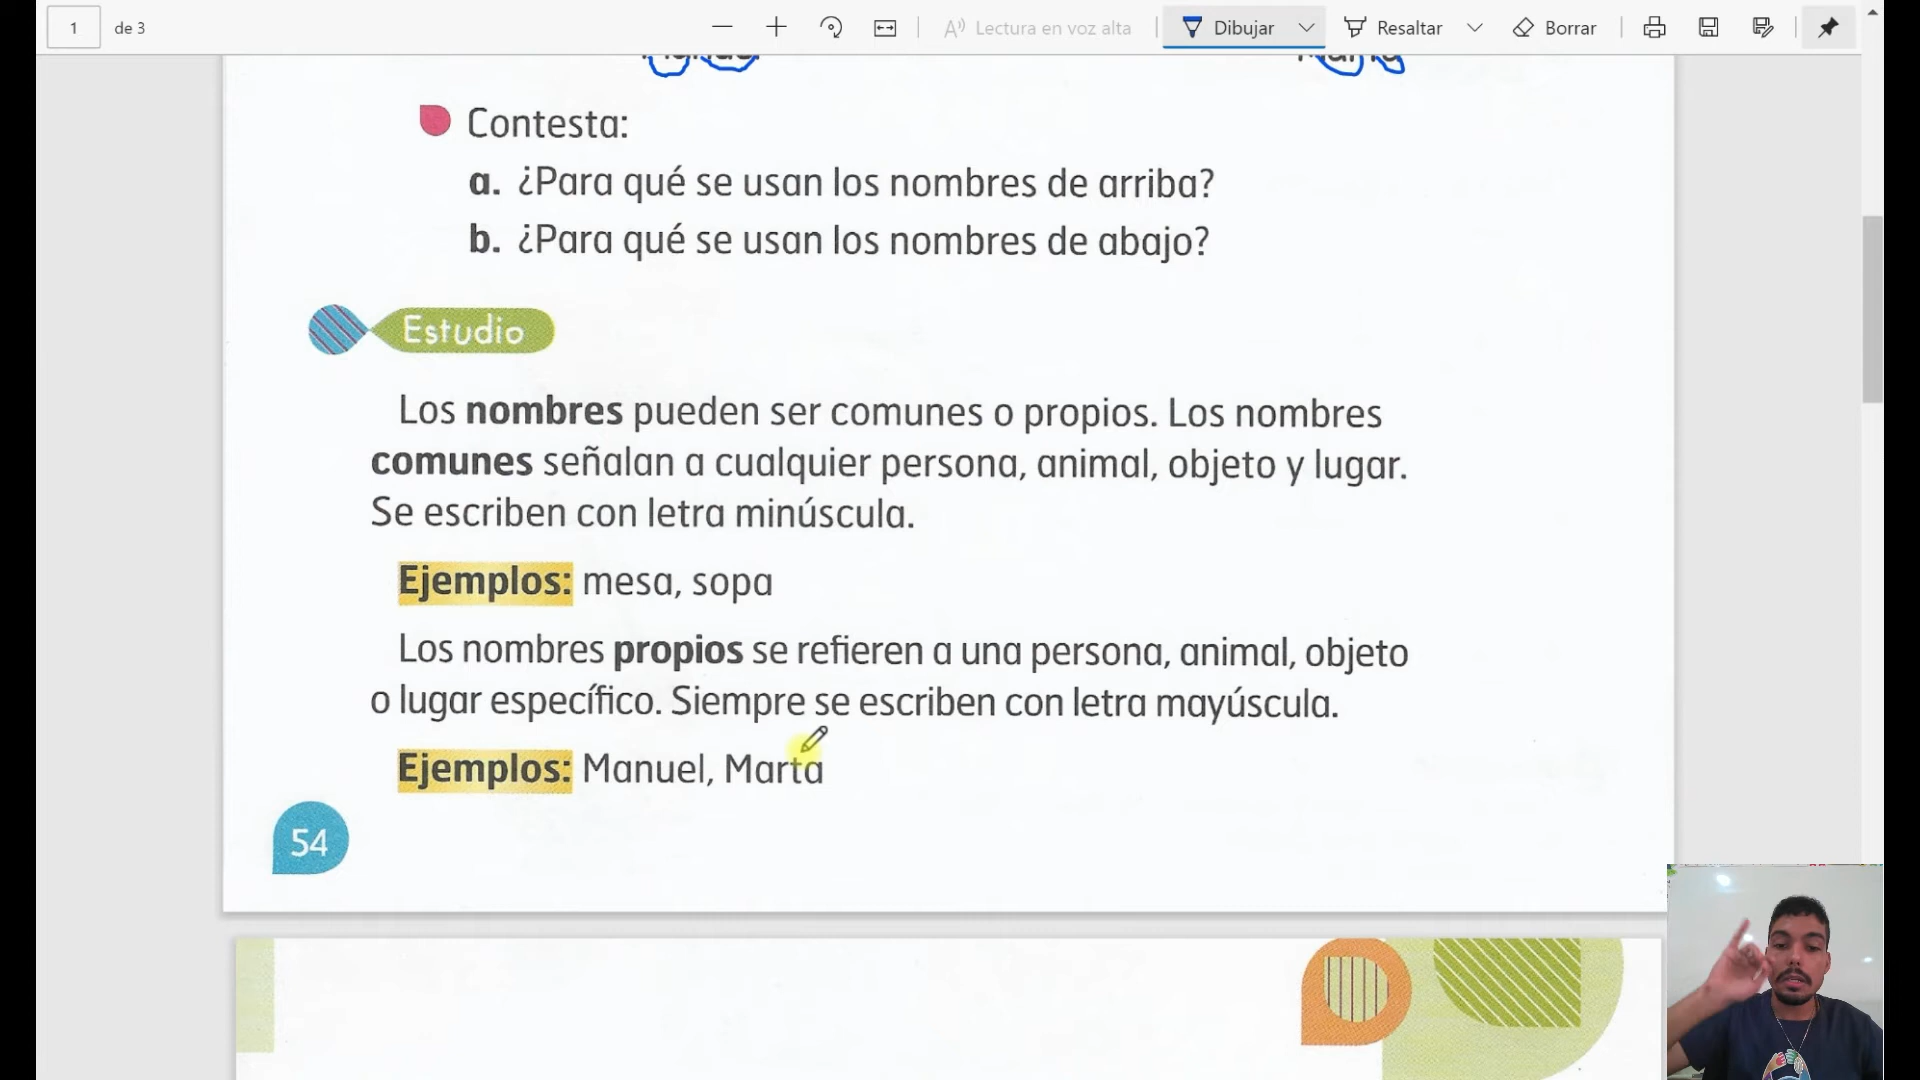 1 de 3 Lectura en voz alta Dibujar Resaltar Borrar
Contesta:
a. ¿Para qué se usan los nombres de arriba?
b. ¿Para qué se usan los nombres de abajo?
Estudio
Los nombres pueden ser comunes o propios. Los nombres
comunes señalan a cualquier persona, animal, objeto y lugar.
Se escriben con letra minúscula.
Ejemplos: mesa, sopa
Los nombres propios se refieren a una persona, animal, objeto
o lugar específico. Siempre se escriben con letra mayúscula.
Ejemplos: Manuel, Marta
54